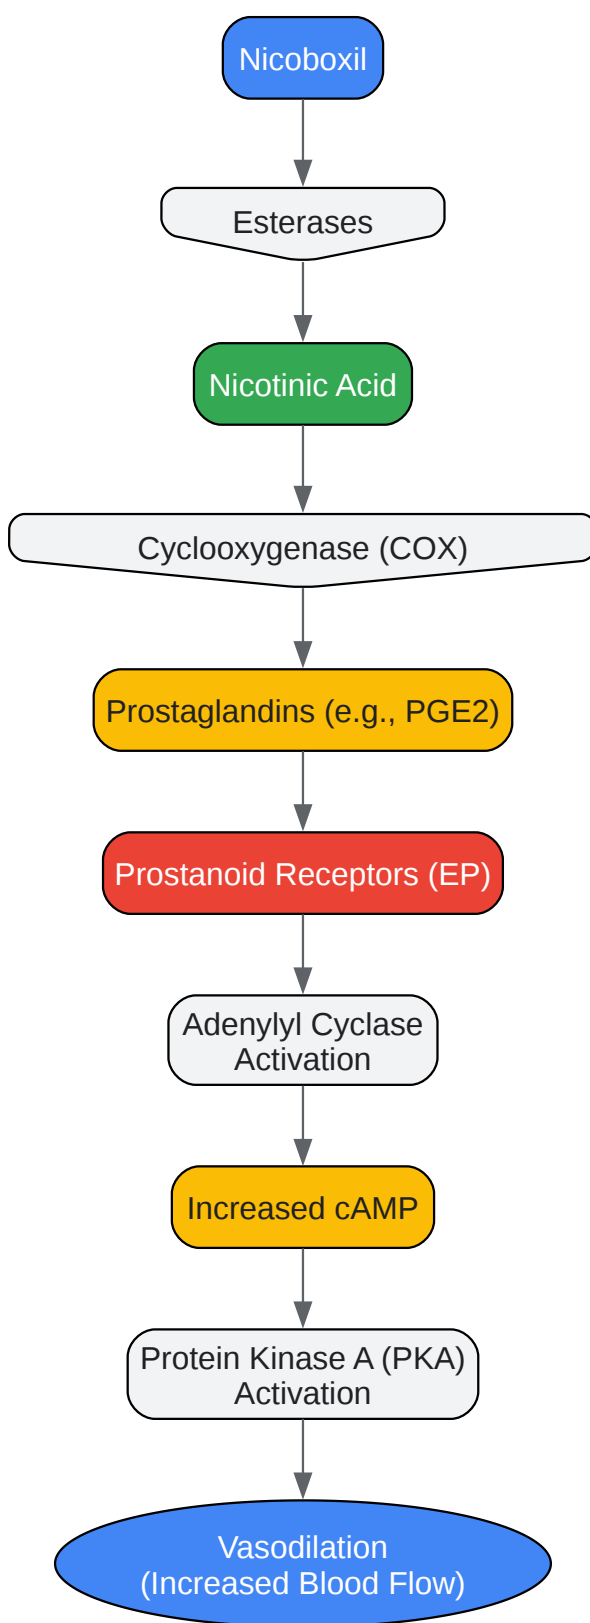 Nicoboxil
Esterases
Nicotinic Acid
Cyclooxygenase (COX)
Prostaglandins (e.g., PGE2)
Prostanoid Receptors (EP)
Adenylyl Cyclase
Activation
Increased cAMP
Protein Kinase A (PKA)
Activation
Vasodilation
(Increased Blood Flow)